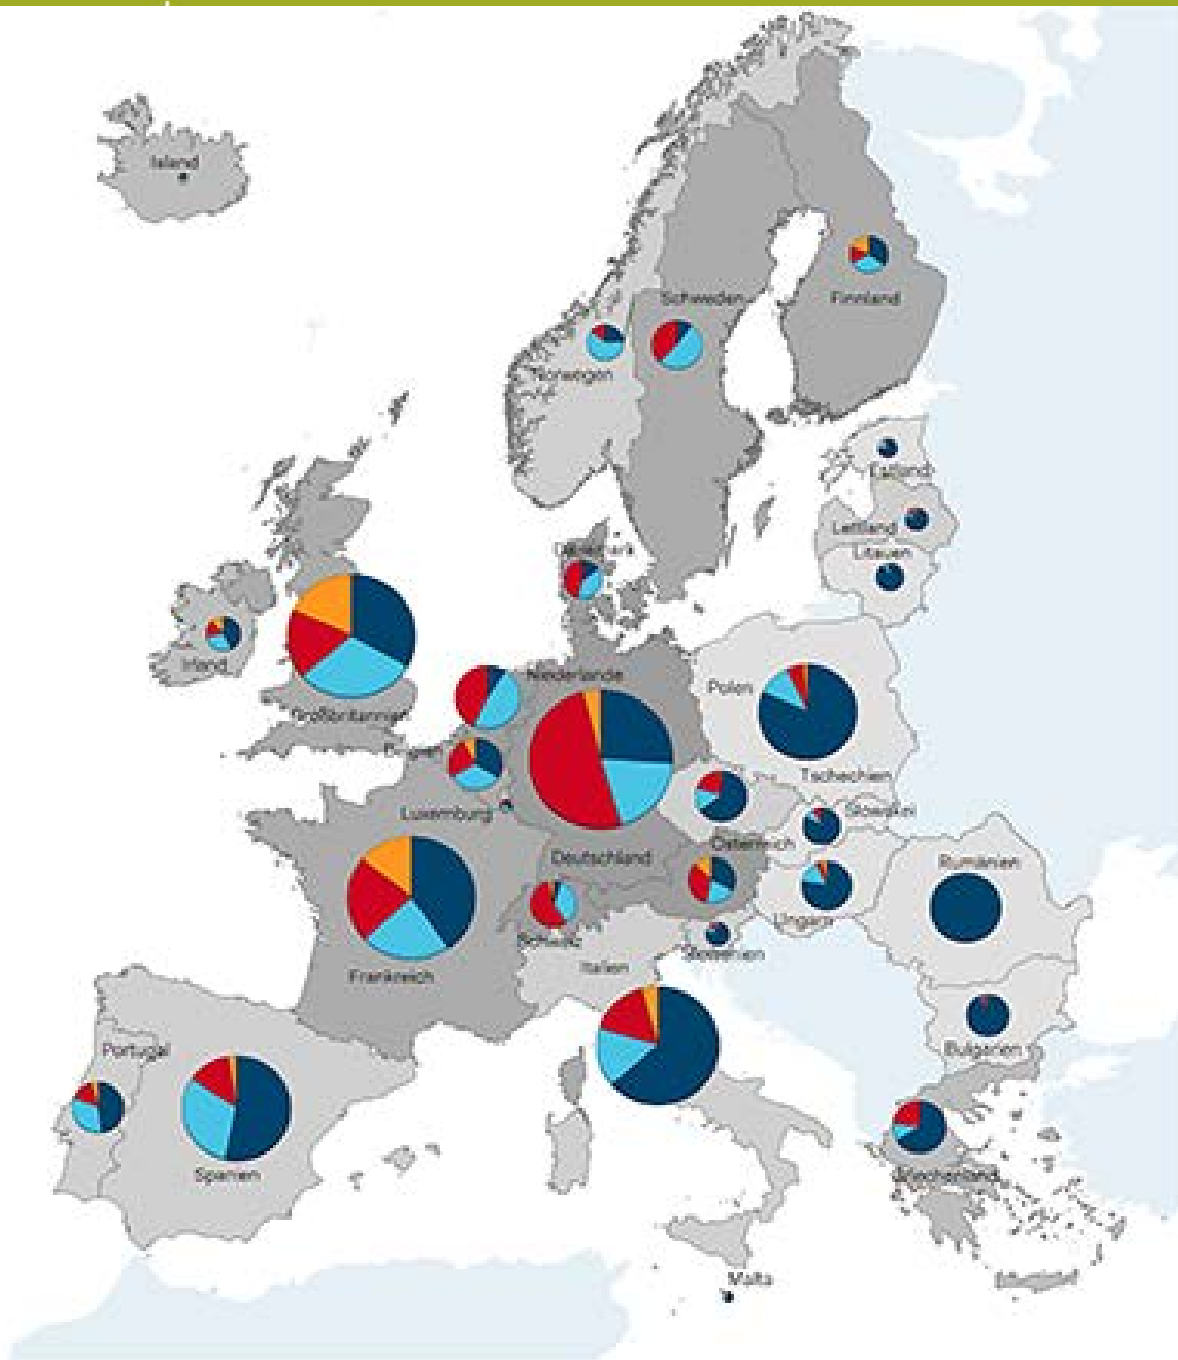 Island
Schweden
Finnland
Norwegen
Estland
Lettland
Litauen
Dänemark
Irland
Großbritannien
Niederlande
Polen
Belgien
Tschechien
Luxemburg
Slowakei
Österreich
Deutschland
Rumänien
Ungarn
Schweiz
Slowenien
Italien
Frankreich
Portugal
Bulgarien
Spanien
Griechenland
Malta